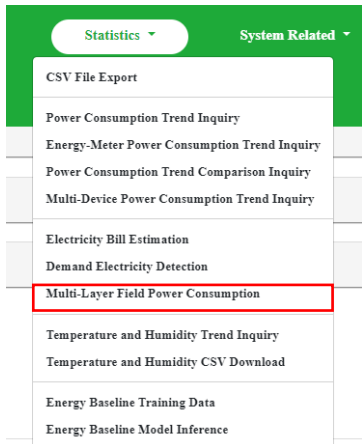 Statistics
System Related
CSV File Export
Power Consumption Trend Inquiry
Energy-Meter Power Consumption Trend Inquiry
Power Consumption Trend Comparison Inquiry
Multi-Device Power Consumption Trend Inquiry
Electricity Bill Estimation
Demand Electricity Detection
Multi-Layer Field Power Consumption
Temperature and Humidity Trend Inquiry
Temperature and Humidity CSV Download
Energy Baseline Training Data
Energy Baseline Model Inference